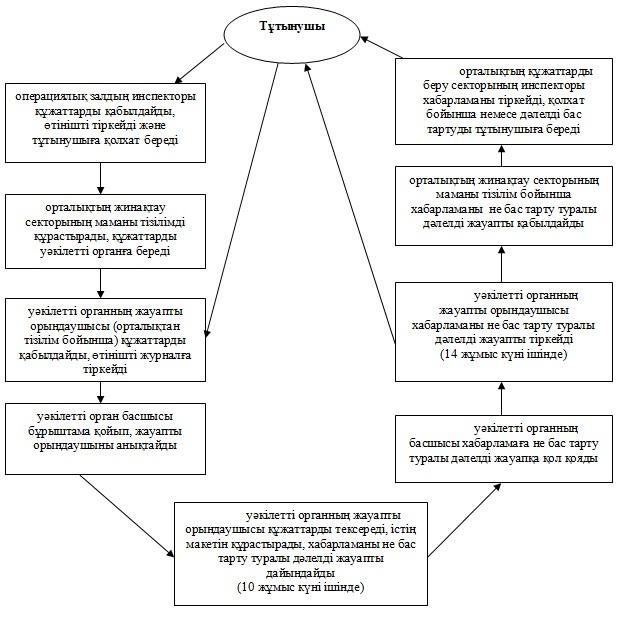 Тұтынушы
операциялық залдың инспекторы
құжаттарды қабылдайды,
өтінішті тіркейді және
тұтынушыға қолхат береді
орталықтың жинақтау
секторының маманы тізілімді
құрастырады, құжаттарды
уәкілетті органға береді
уәкілетті органның жауапты
орындаушысы (орталықтан
тізілім бойынша) құжаттарды
қабылдайды, өтінішті журналға
тіркейді
уәкілетті орган басшысы
бұрыштама қойып, жауапты
орындаушыны анықтайды
уәкілетті органның жауапты
орындаушысы құжаттарды тексереді, істің
макетін құрастырады, хабарламаны не бас
тарту туралы дәлелді жауапты
дайындайды
(10 жұмыс күні ішінде)
уәкілетті органның
басшысы хабарламаға не бас тарту
туралы дәлелді жауапқа қол қояды
уәкілетті органның
жауапты орындаушысы
хабарламаны не бас тарту туралы
дәлелді жауапты тіркейді
(14 жұмыс күні ішінде)
орталықтың жинақтау секторының
маманы тізілім бойынша
хабарламаны не бас тарту туралы
дәлелді жауапты қабылдайды
орталықтың құжаттарды
беру секторының инспекторы
хабарламаны тіркейді, қолхат
бойынша немесе дәлелді бас
тартуды тұтынушыға береді